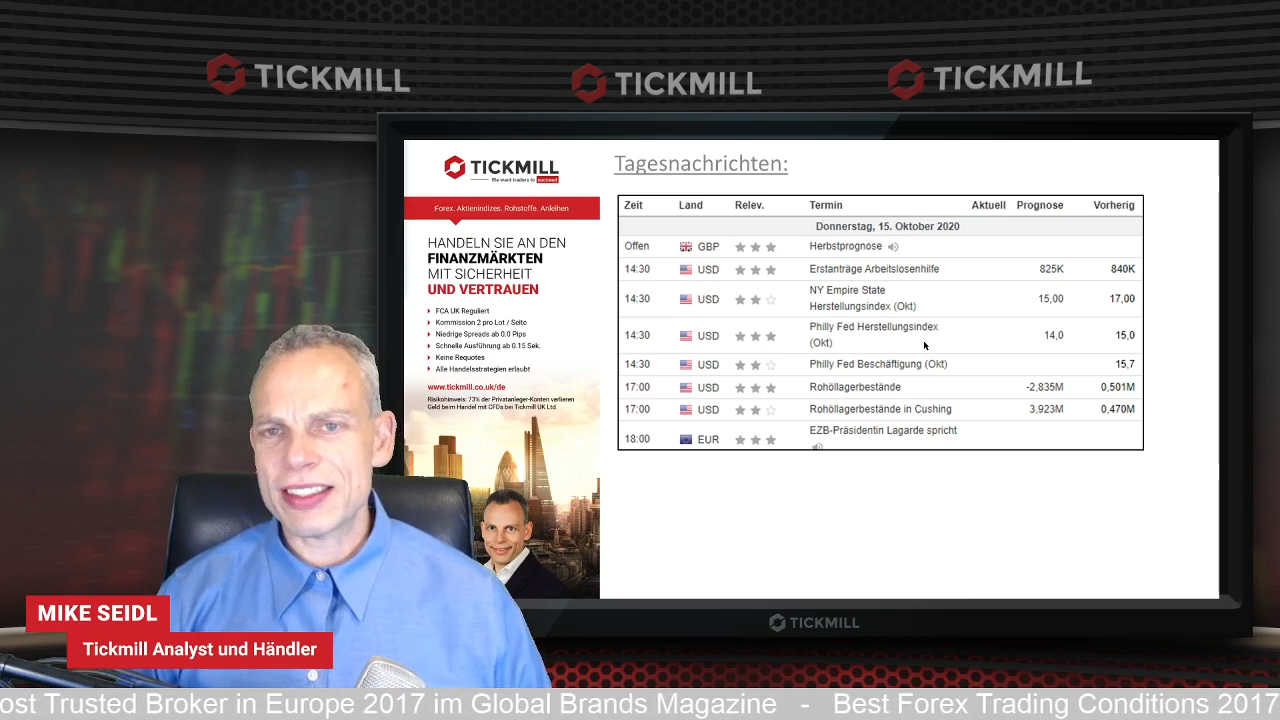 TICKMILL
TICKMILL
TICKMILL
TICKMILL
We want traders to succeed
Forex. Aktienindizes. Rohstoffe. Anleihen
HANDELN SIE AN DEN
FINANZMÄRKTEN
MIT SICHERHEIT
UND VERTRAUEN
FCA UK Reguliert
Kommission 2 pro Lot / Seite
Niedrige Spreads ab 0.0 Pips
Schnelle Ausführung ab 0.15 Sek.
Keine Requotes
Alle Handelsstrategien erlaubt
www.tickmill.co.uk/de
Risikohinweis: 73% der Privatanleger-Konten verlieren
Geld beim Handel mit CFDs bei Tickmill UK Ltd.
Tagesnachrichten:
Zeit Land Relev. Termin Aktuell Prognose Vorherig
Donnerstag, 15. Oktober 2020
Offen GBP Herbstprognose
14:30 USD Erstanträge Arbeitslosenhilfe 825K 840K
14:30 USD NY Empire State
Herstellungsindex (Okt) 15,00 17,00
14:30 USD Philly Fed Herstellungsindex
(Okt) 14,0 15,0
14:30 USD Philly Fed Beschäftigung (Okt) 15,7
17:00 USD Rohöllagerbestände -2,835M 0,501M
17:00 USD Rohöllagerbestände in Cushing 3,923M 0,470M
18:00 EUR EZB-Präsidentin Lagarde spricht
TICKMILL
MIKE SEIDL
Tickmill Analyst und Händler
ost Trusted Broker in Europe 2017 im Global Brands Magazine - Best Forex Trading Conditions 2017